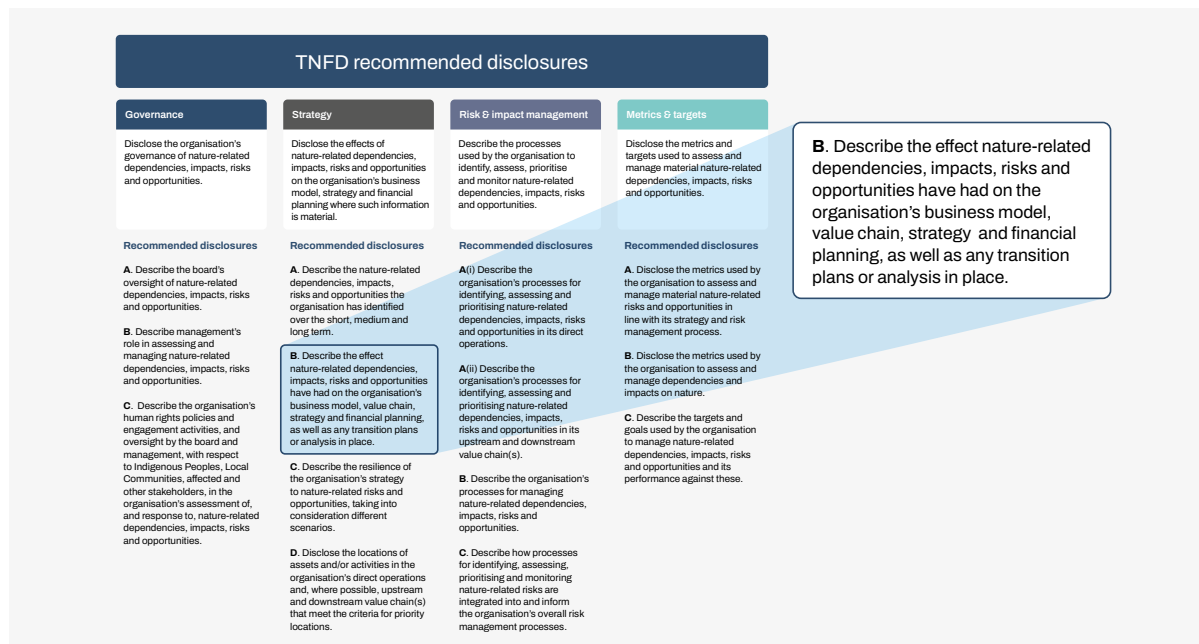 TNFD recommended disclosures
Governance
Disclose the organisation's
governance of nature-related
dependencies, impacts, risks
and opportunities.
Recommended disclosures
A. Describe the board's
oversight of nature-related
dependencies, impacts, risks
and opportunities.
B. Describe management's
role in assessing and
managing nature-related
dependencies, impacts, risks
and opportunities.
C. Describe the organisation's
human rights policies and
engagement activities, and
oversight by the board and
management, with respect
to Indigenous Peoples, Local
Communities, affected and
other stakeholders, in the
organisation's assessment of,
and response to, nature-related
dependencies, impacts, risks
and opportunities.
Strategy
Disclose the effects of
nature-related dependencies,
impacts, risks and opportunities
on the organisation's business
model, strategy and financial
planning where such information
is material.
Recommended disclosures
A. Describe the nature-related
dependencies, impacts,
risks and opportunities the
organisation has identified
over the short, medium and
long term.
B. Describe the effect
nature-related dependencies,
impacts, risks and opportunities
have had on the organisation's
business model, value chain,
strategy and financial planning,
as well as any transition plans
or analysis in place.
C. Describe the resilience of
the organisation's strategy
to nature-related risks and
opportunities, taking into
consideration different
scenarios.
D. Disclose the locations of
assets and/or activities in the
organisation's direct operations
and, where possible, upstream
and downstream value chain(s)
that meet the criteria for priority
locations.
Risk & impact management
Describe the processes
used by the organisation to
identify, assess, prioritise
and monitor nature-related
dependencies, impacts, risks
and opportunities.
Recommended disclosures
A(i) Describe the
organisation's processes for
identifying, assessing and
prioritising nature-related
dependencies, impacts, risks
and opportunities in its direct
operations.
A(ii) Describe the
organisation's processes for
identifying, assessing and
prioritising nature-related
dependencies, impacts,
risks and opportunities in its
upstream and downstream
value chain(s).
B. Describe the organisation's
processes for managing
nature-related dependencies,
impacts, risks and
opportunities.
C. Describe how processes
for identifying, assessing,
prioritising and monitoring
nature-related risks are
integrated into and inform
the organisation's overall risk
management processes.
Metrics & targets
Disclose the metrics and
targets used to assess and
manage material nature-related
dependencies, impacts, risks
and opportunities.
Recommended disclosures
A. Disclose the metrics used by
the organisation to assess and
manage material nature-related
risks and opportunities in
line with its strategy and risk
management process.
B. Disclose the metrics used by
the organisation to assess and
manage dependencies and
impacts on nature.
C. Describe the targets and
goals used by the organisation
to manage nature-related
dependencies, impacts, risks
and opportunities and its
performance against these.
B. Describe the effect nature-related
dependencies, impacts, risks and
opportunities have had on the
organisation's business model,
value chain, strategy and financial
planning, as well as any transition
plans or analysis in place.